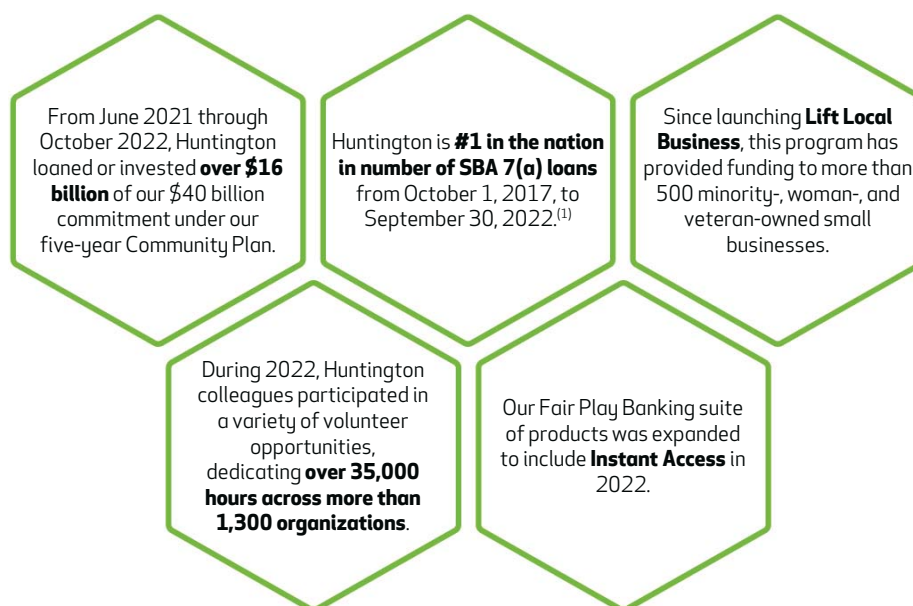 From June 2021 through
October 2022, Huntington
loaned or invested over $16
billion of our $40 billion
commitment under our
five-year Community Plan.
Huntington is #1 in the nation
in number of SBA 7(a) loans
from October 1, 2017, to
September 30, 2022.(1)
Since launching Lift Local
Business, this program has
provided funding to more than
500 minority-, woman-, and
veteran-owned small
businesses.
During 2022, Huntington
colleagues participated in
a variety of volunteer
opportunities,
dedicating over 35,000
hours across more than
1,300 organizations.
Our Fair Play Banking suite
of products was expanded
to include Instant Access in
2022.